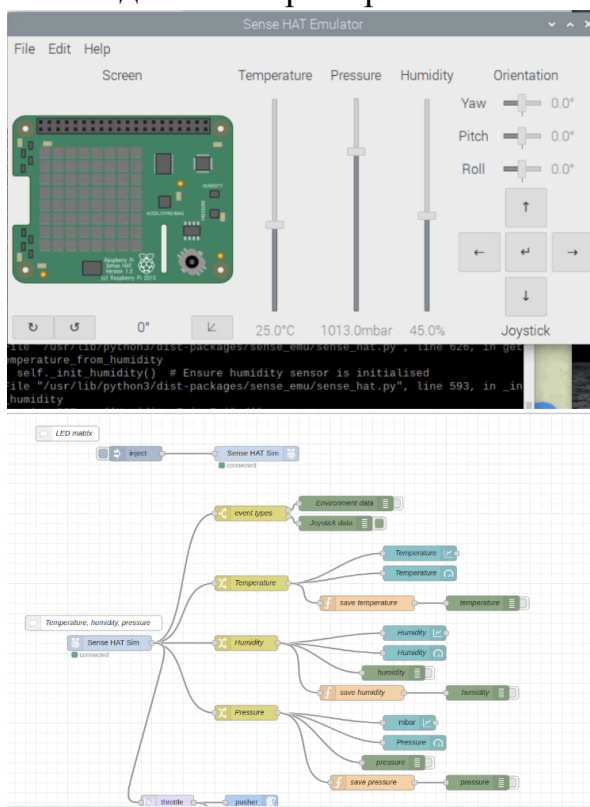 Sense HAT Emulator
File Edit Help
Screen
Temperature
Pressure
Humidity
Orientation
Yaw 0.0°
Pitch 0.0°
Roll 0.0°
HUMIDITY
PRESSURE
ACCEL/GYRO/MAG
Raspberry Pi
Sense HAT
Version 1.0
(c) Raspberry Pi 2015
0°
25.0°C
1013.0mbar
45.0%
Joystick
File "/usr/lib/python3/dist-packages/sense_emu/sense_hat.py", line 626, in get
emperature_from_humidity
self._init_humidity() # Ensure humidity sensor is initialised
File "/usr/lib/python3/dist-packages/sense_emu/sense_hat.py", line 593, in _in
_humidity
LED matrix
inject
Sense HAT Sim
connected
event types
Environment data
Joystick data
Temperature
Temperature
Temperature
save temperature
temperature
Temperature, humidity, pressure
Sense HAT Sim
connected
Humidity
Humidity
Humidity
humidity
save humidity
humidity
Pressure
mbar
Pressure
pressure
save pressure
pressure
throttle
pusher